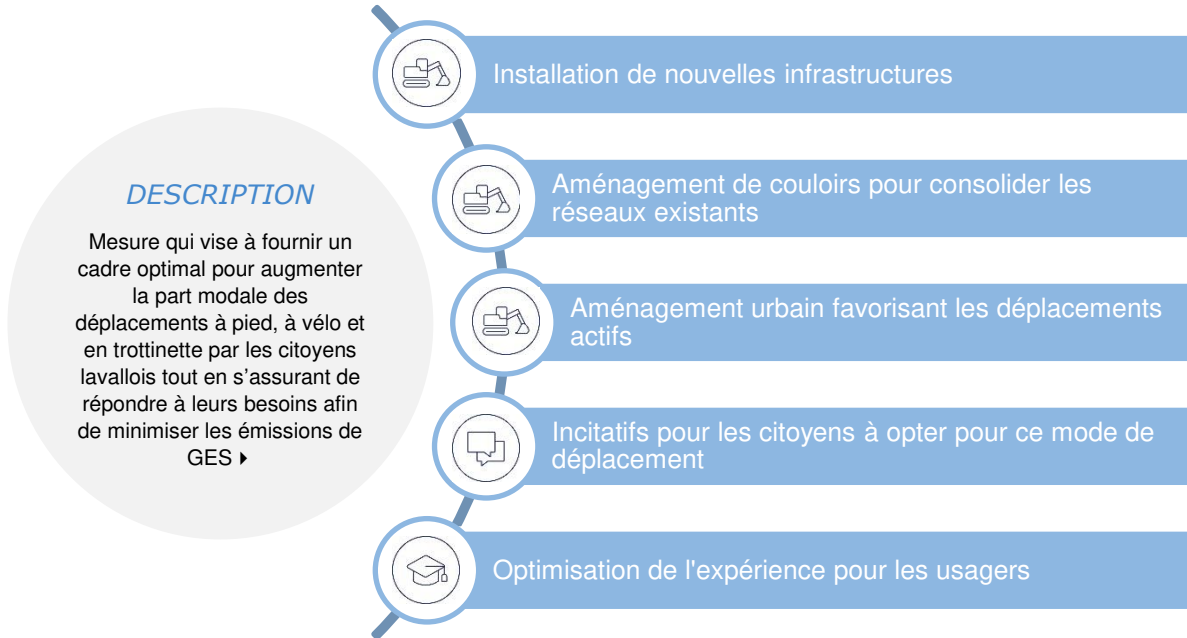 DESCRIPTION
Mesure qui vise à fournir un
cadre optimal pour augmenter
la part modale des
déplacements à pied, à vélo et
en trottinette par les citoyens
lavallois tout en s’assurant de
répondre à leurs besoins afin
de minimiser les émissions de
GES
Installation de nouvelles infrastructures
Aménagement de couloirs pour consolider les
réseaux existants
Aménagement urbain favorisant les déplacements
actifs
Incitatifs pour les citoyens à opter pour ce mode de
déplacement
Optimisation de l'expérience pour les usagers